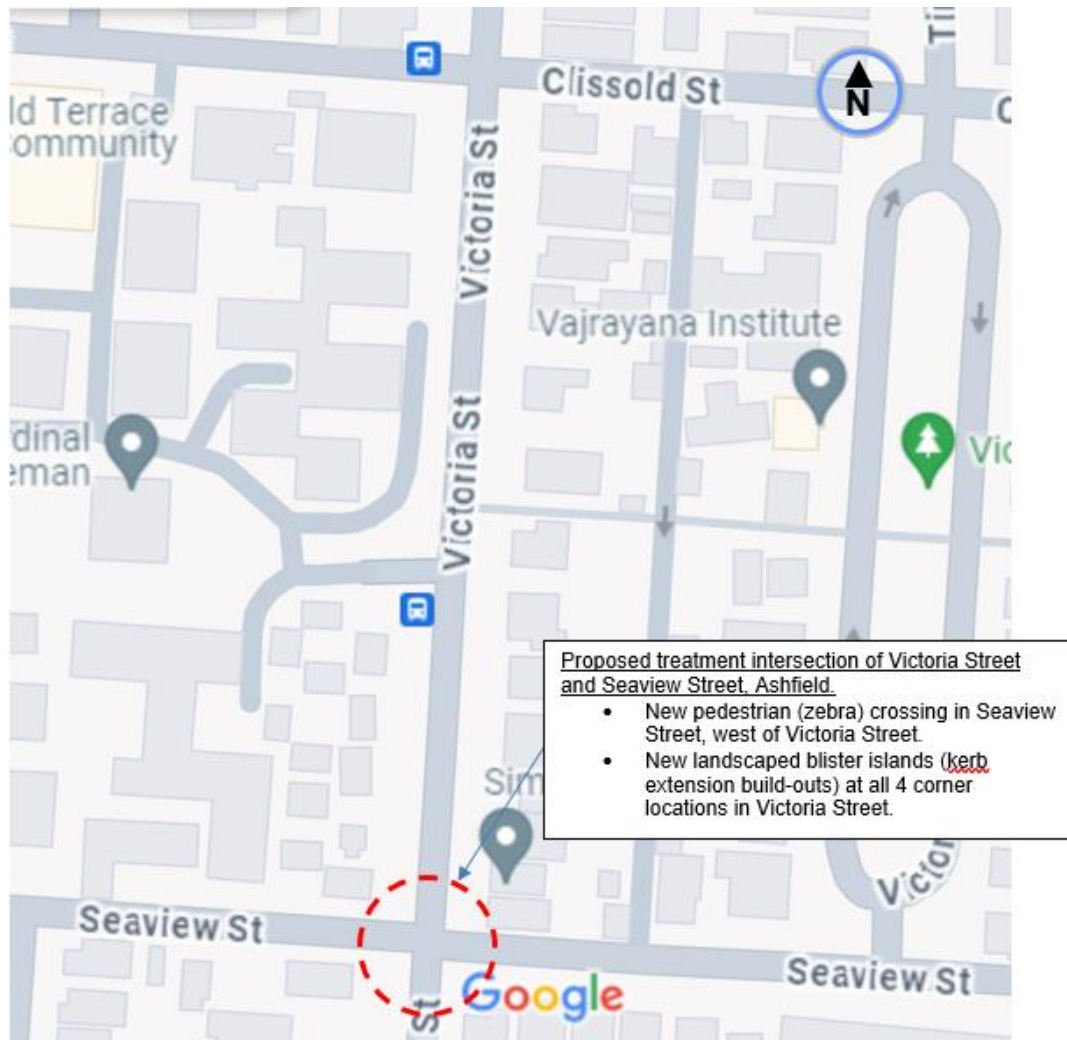 Clissold St
N
Til
C
ld Terrace
ommunity
Victoria St
Vajrayana Institute
rdinal
eman
Victoria St
Vic
Proposed treatment intersection of Victoria Street
and Seaview Street, Ashfield.
• New pedestrian (zebra) crossing in Seaview
Street, west of Victoria Street.
• New landscaped blister islands (kerb
extension build-outs) at all 4 corner
locations in Victoria Street.
Sim
Victor
Seaview St
Seaview St
Google
St